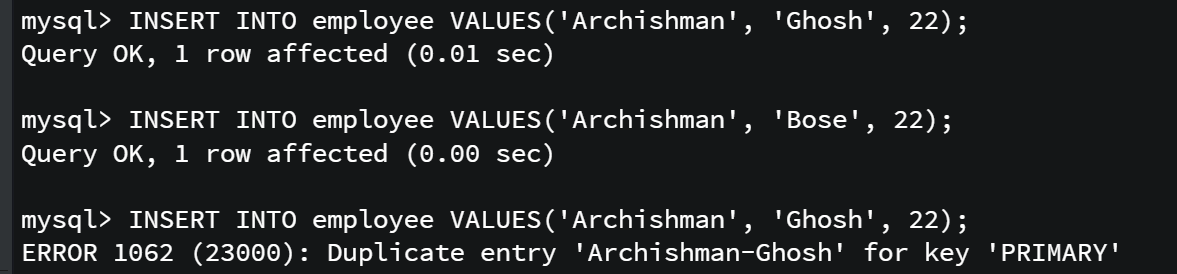 mysql> INSERT INTO employee VALUES('Archishman', 'Ghosh', 22);
Query OK, 1 row affected (0.01 sec)
mysql> INSERT INTO employee VALUES('Archishman', 'Bose', 22);
Query OK, 1 row affected (0.00 sec)
mysql> INSERT INTO employee VALUES('Archishman', 'Ghosh', 22);
ERROR 1062 (23000): Duplicate entry 'Archishman-Ghosh' for key 'PRIMARY'